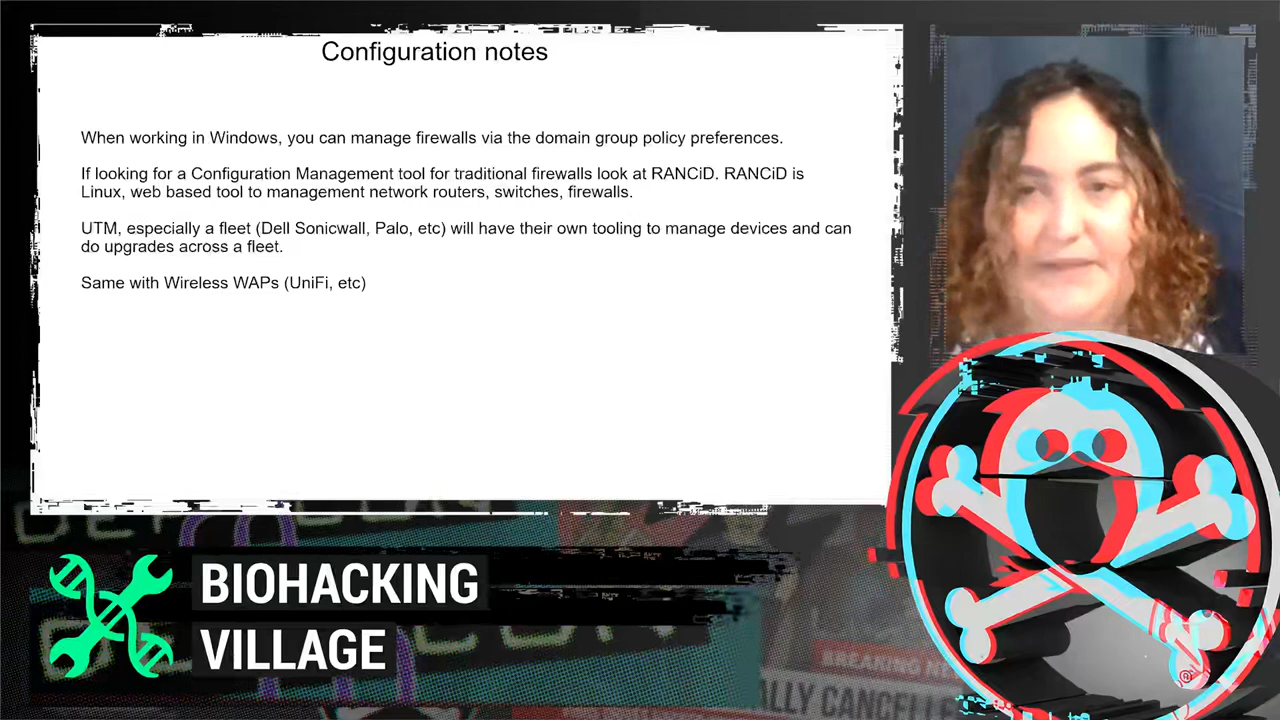 Configuration notes
When working in Windows, you can manage firewalls via the domain group policy preferences.
If looking for a Configuration Management tool for traditional firewalls look at RANCiD. RANCiD is
Linux, web based tool to management network routers, switches, firewalls.
UTM, especially a fleet (Dell Sonicwall, Palo, etc) will have their own tooling to manage devices and can
do upgrades across a fleet.
Same with Wireless WAPs (UniFi, etc)
BIOHACKING
VILLAGE
BREAKING
ALLY CANCELLE
®